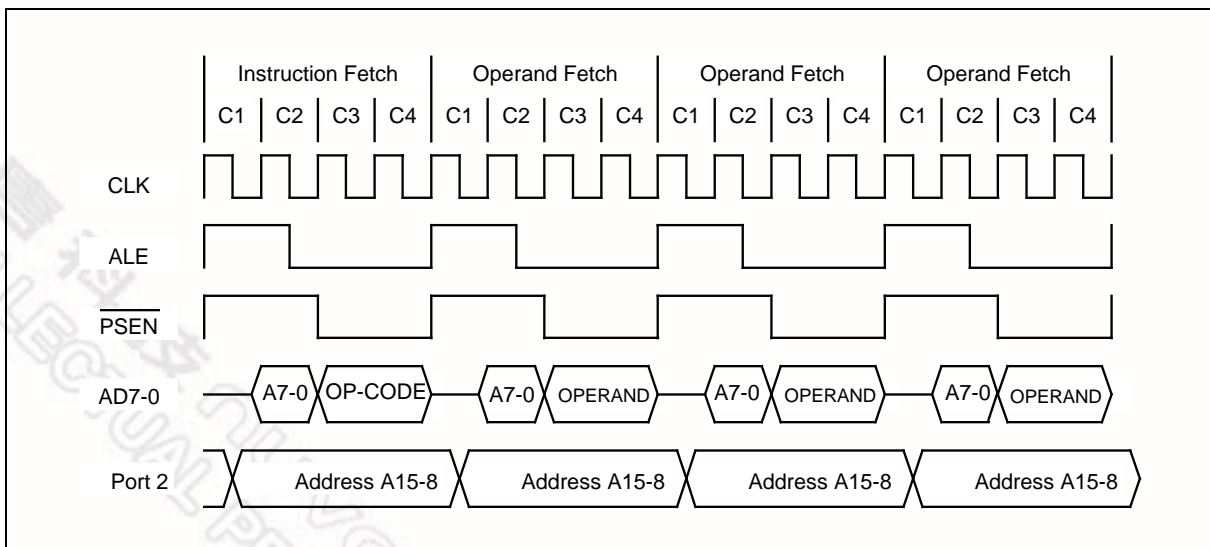 Instruction Fetch Operand Fetch Operand Fetch Operand Fetch
C1 C2 C3 C4 C1 C2 C3 C4 C1 C2 C3 C4 C1 C2 C3 C4
CLK
ALE
PSEN
AD7-0 A7-0 OP-CODE A7-0 OPERAND A7-0 OPERAND A7-0 OPERAND
Port 2 Address A15-8 Address A15-8 Address A15-8 Address A15-8